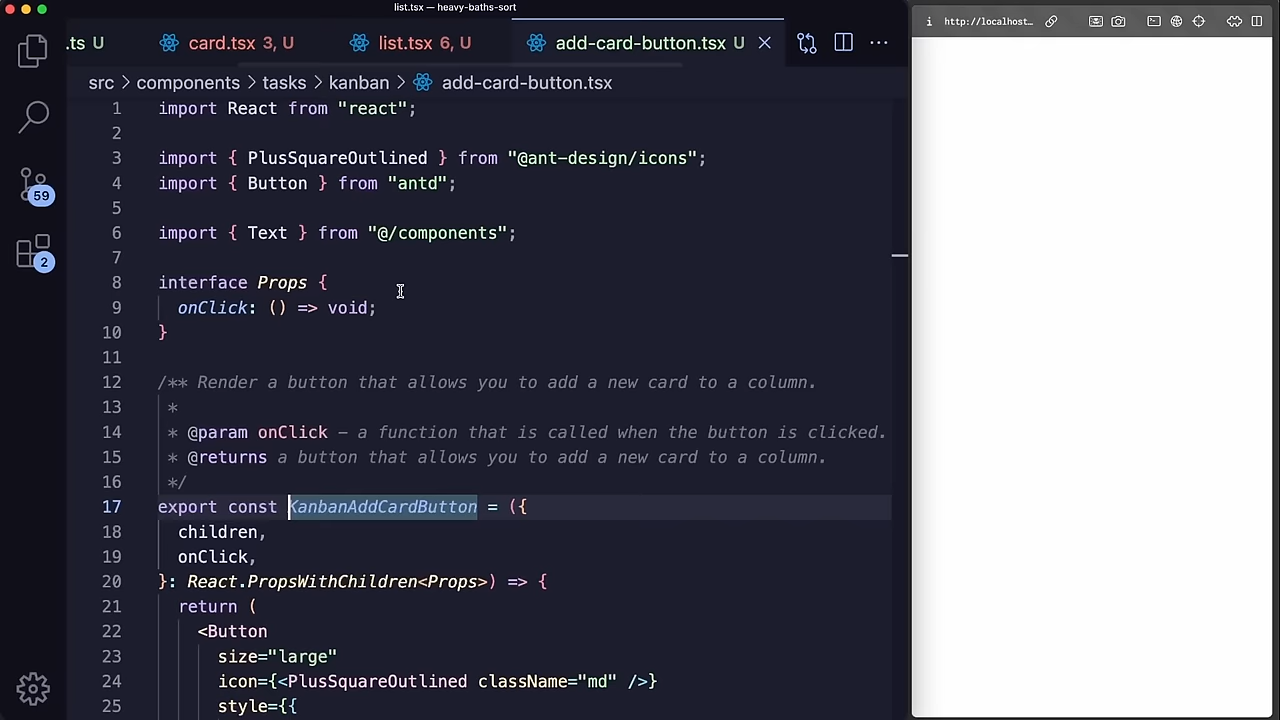 list.tsx — heavy-baths-sort
.ts U
card.tsx 3, U
list.tsx 6, U
add-card-button.tsx U
http://localhost...
src > components > tasks > kanban > add-card-button.tsx
59
2
1 import React from "react";
2
3 import { PlusSquareOutlined } from "@ant-design/icons";
4 import { Button } from "antd";
5
6 import { Text } from "@/components";
7
8 interface Props {
9 onClick: () => void;
10 }
11
12 /** Render a button that allows you to add a new card to a column.
13 *
14 * @param onClick – a function that is called when the button is clicked.
15 * @returns a button that allows you to add a new card to a column.
16 */
17 export const KanbanAddCardButton = ({
18 children,
19 onClick,
20 }: React.PropsWithChildren<Props>) => {
21 return (
22 <Button
23 size="large"
24 icon={<PlusSquareOutlined className="md" />}
25 style={{